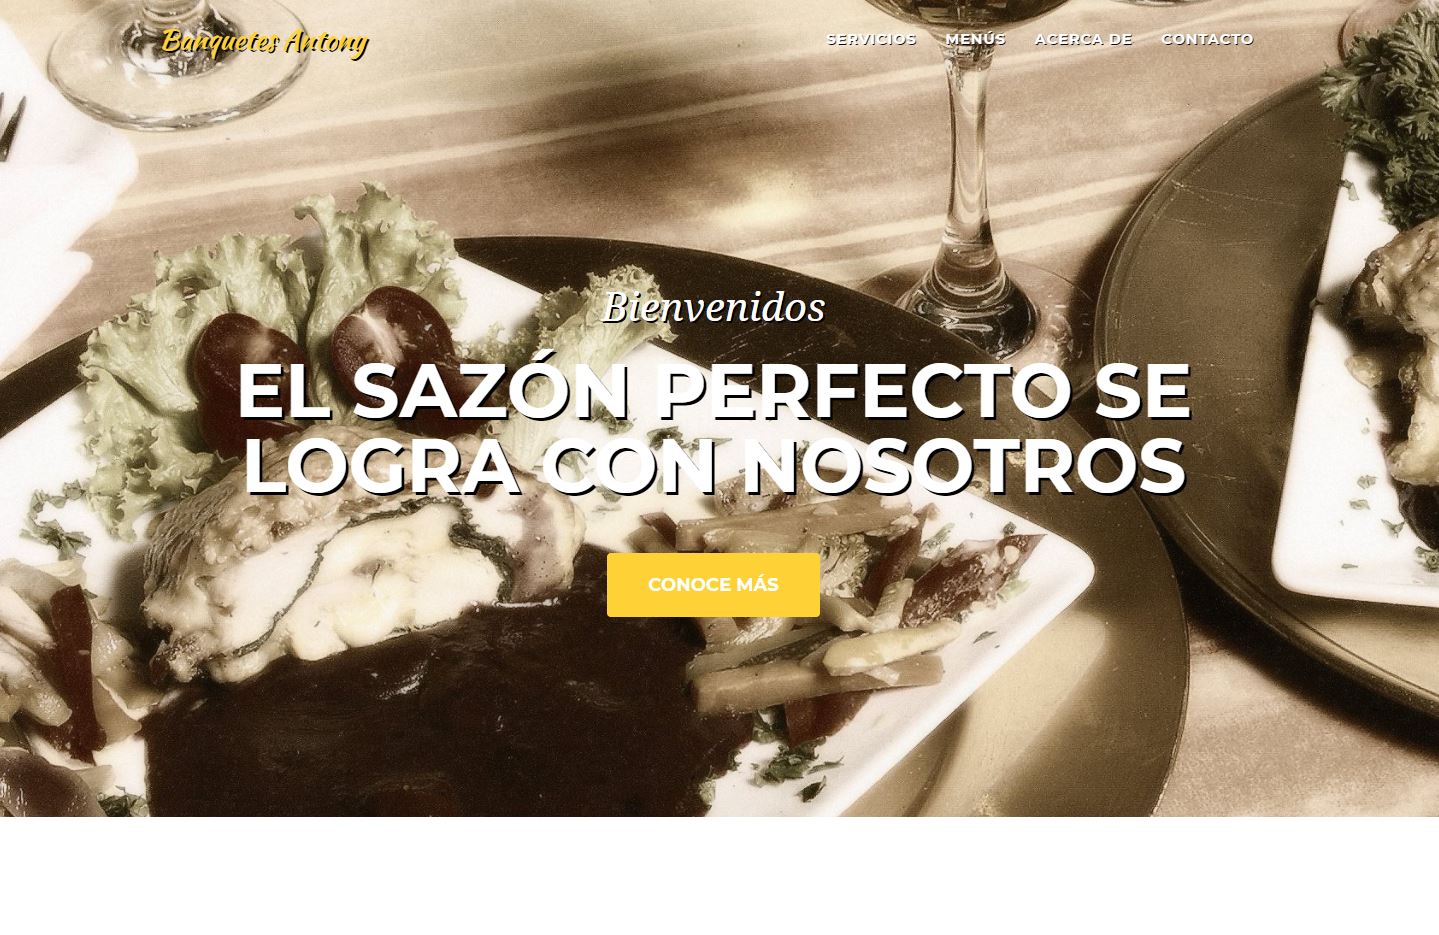 Banquetes Antony
SERVICIOS MENÚS ACERCA DE CONTACTO
Bienvenidos
EL SAZÓN PERFECTO SE
LOGRA CON NOSOTROS
CONOCE MÁS